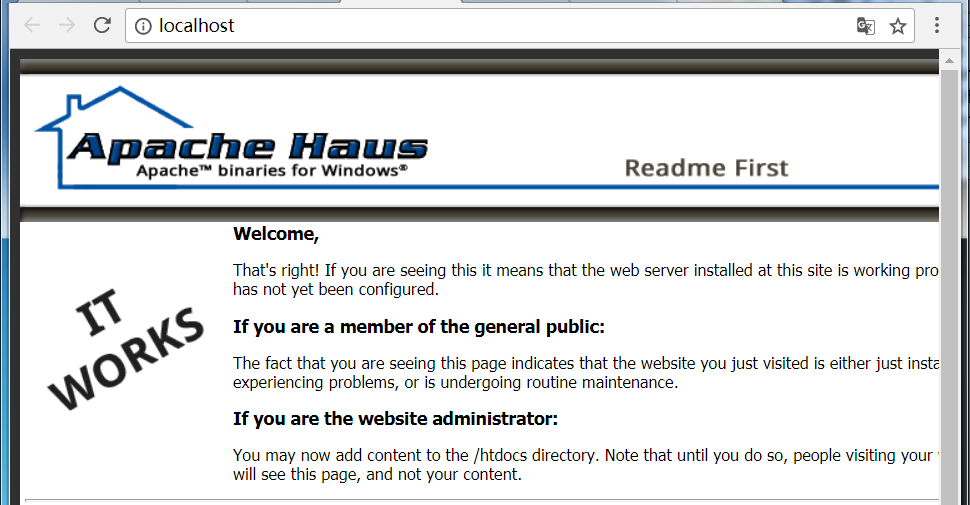 localhost
Apache Haus
Apache™ binaries for Windows®
Readme First
IT
WORKS
Welcome,
That's right! If you are seeing this it means that the web server installed at this site is working pro
has not yet been configured.
If you are a member of the general public:
The fact that you are seeing this page indicates that the website you just visited is either just insta
experiencing problems, or is undergoing routine maintenance.
If you are the website administrator:
You may now add content to the /htdocs directory. Note that until you do so, people visiting your
will see this page, and not your content.